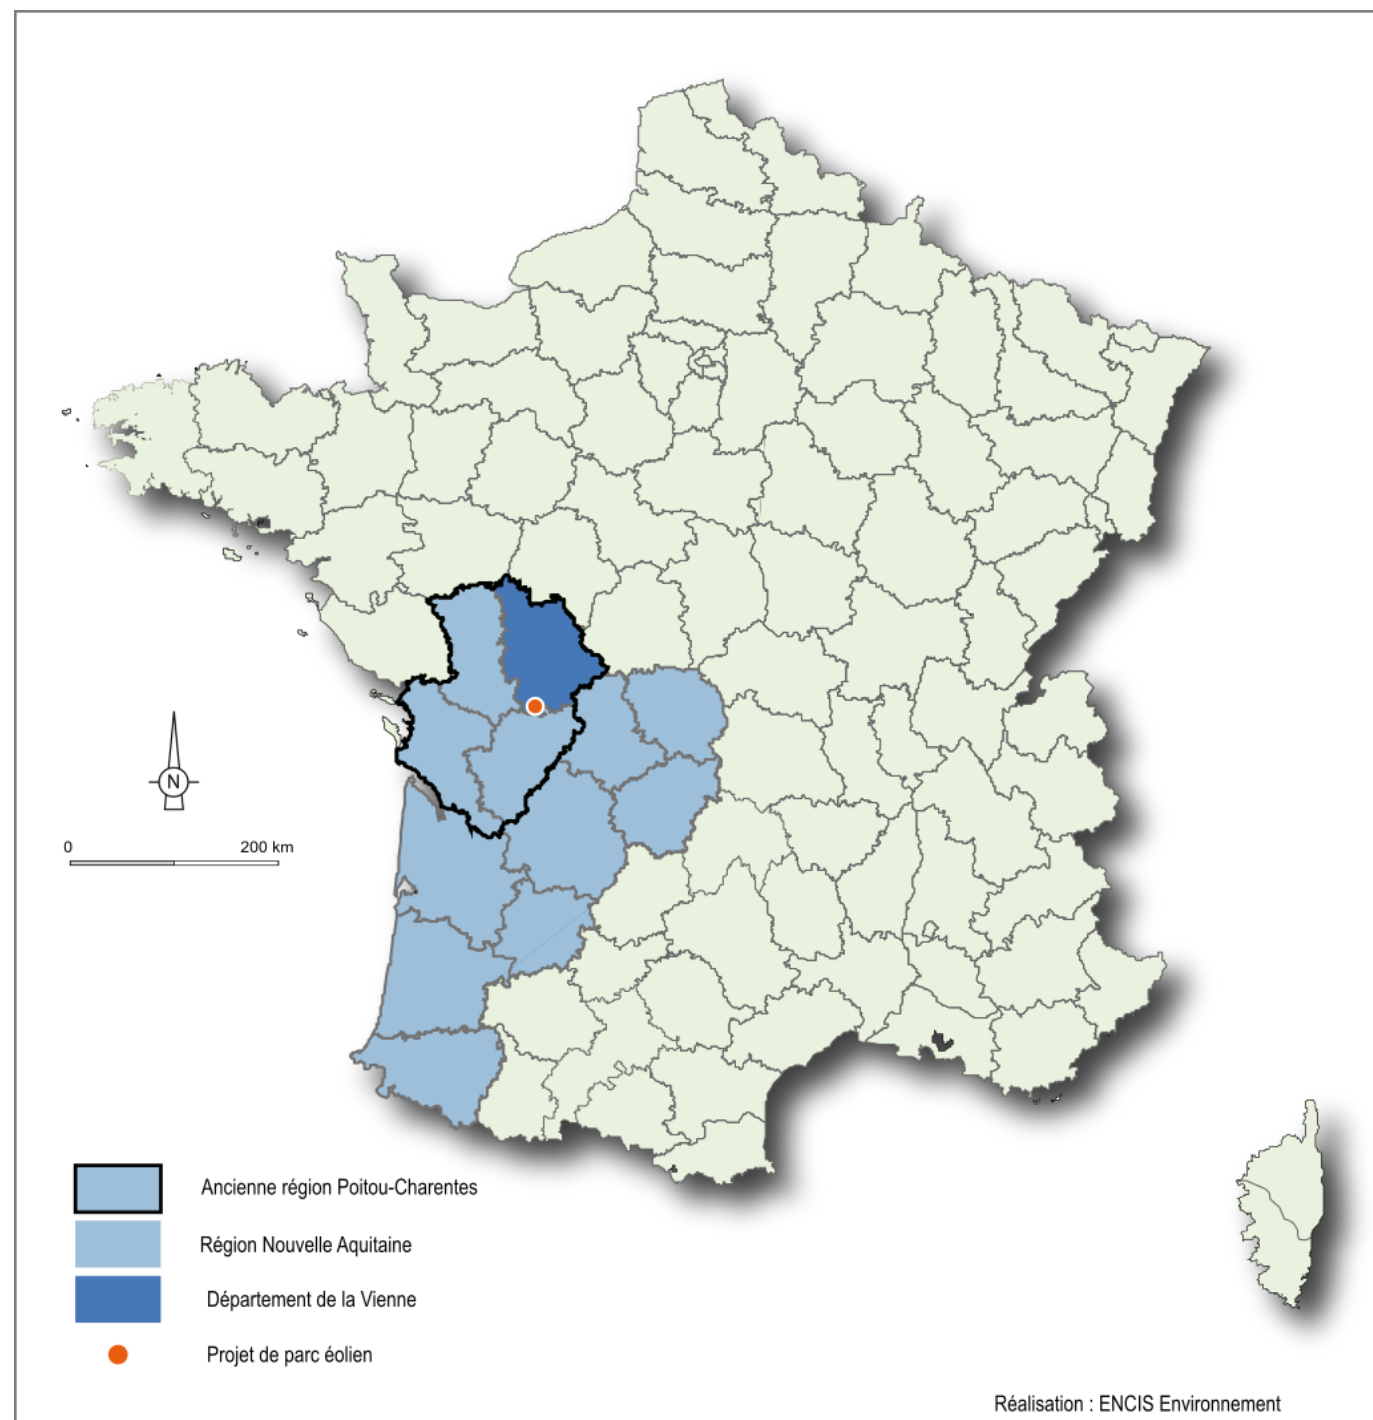 N
0 200 km
Ancienne région Poitou-Charentes
Région Nouvelle Aquitaine
Département de la Vienne
Projet de parc éolien
Réalisation : ENCIS Environnement